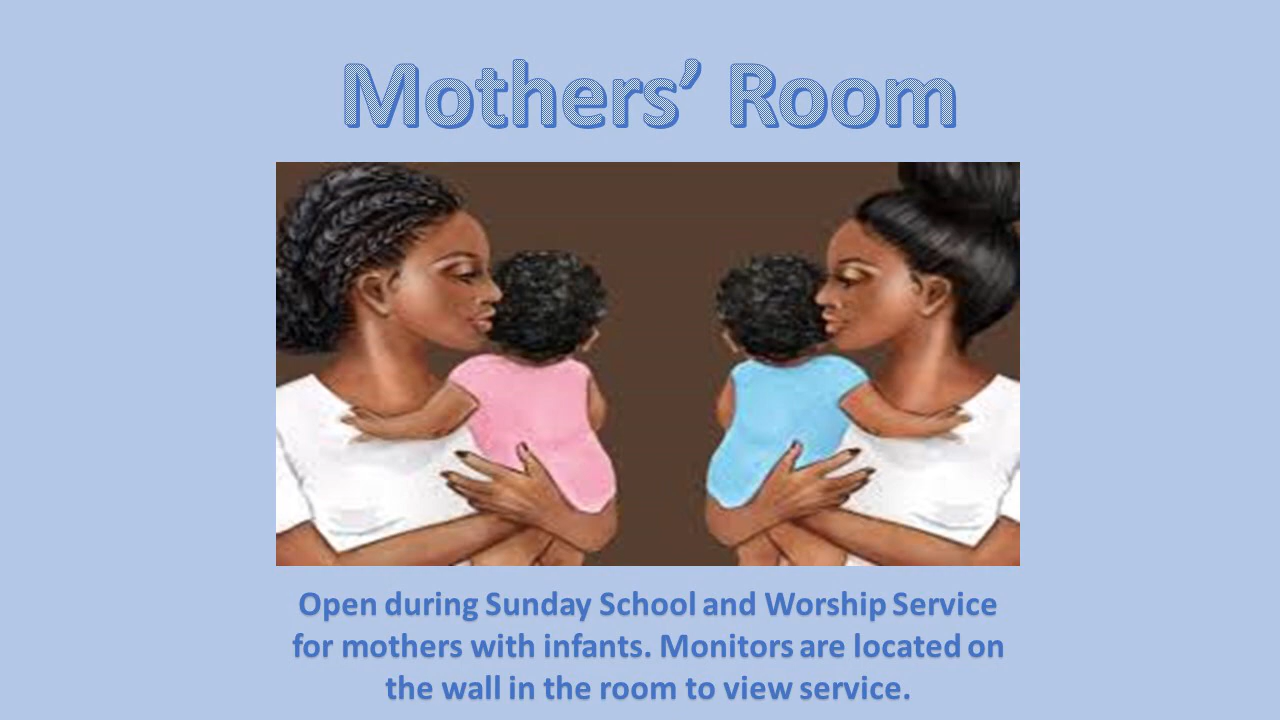 Mothers’ Room
Open during Sunday School and Worship Service
for mothers with infants. Monitors are located on
the wall in the room to view service.